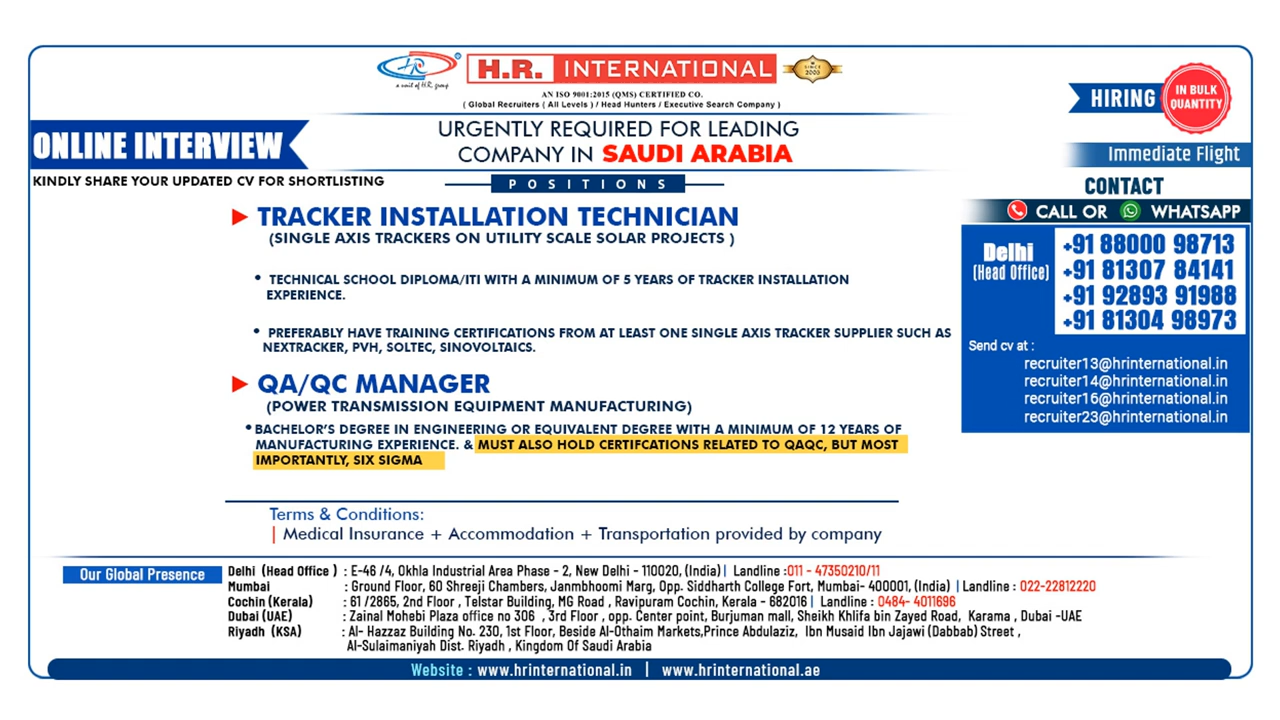 HR
a unit of H.R. group
H.R. INTERNATIONAL
SINCE 2000
AN ISO 9001:2015 (QMS) CERTIFIED CO.
( Global Recruiters ( All Levels ) / Head Hunters / Executive Search Company )
HIRING
IN BULK
QUANTITY
ONLINE INTERVIEW
URGENTLY REQUIRED FOR LEADING
COMPANY IN SAUDI ARABIA
Immediate Flight
KINDLY SHARE YOUR UPDATED CV FOR SHORTLISTING
POSITIONS
CONTACT
CALL OR WHATSAPP
Delhi
(Head Office)
+91 88000 98713
+91 81307 84141
+91 92893 91988
+91 81304 98973
Send cv at :
recruiter13@hrinternational.in
recruiter14@hrinternational.in
recruiter16@hrinternational.in
recruiter23@hrinternational.in
TRACKER INSTALLATION TECHNICIAN
(SINGLE AXIS TRACKERS ON UTILITY SCALE SOLAR PROJECTS )
• TECHNICAL SCHOOL DIPLOMA/ITI WITH A MINIMUM OF 5 YEARS OF TRACKER INSTALLATION
EXPERIENCE.
• PREFERABLY HAVE TRAINING CERTIFICATIONS FROM AT LEAST ONE SINGLE AXIS TRACKER SUPPLIER SUCH AS
NEXTRACKER, PVH, SOLTEC, SINOVOLTAICS.
QA/QC MANAGER
(POWER TRANSMISSION EQUIPMENT MANUFACTURING)
• BACHELOR'S DEGREE IN ENGINEERING OR EQUIVALENT DEGREE WITH A MINIMUM OF 12 YEARS OF
MANUFACTURING EXPERIENCE. & MUST ALSO HOLD CERTIFCATIONS RELATED TO QAQC, BUT MOST
IMPORTANTLY, SIX SIGMA
Terms & Conditions:
| Medical Insurance + Accommodation + Transportation provided by company
Our Global Presence
Delhi (Head Office ) : E-46 /4, Okhla Industrial Area Phase - 2, New Delhi - 110020, (India) | Landline :011 - 47350210/11
Mumbai : Ground Floor, 60 Shreeji Chambers, Janmbhoomi Marg, Opp. Siddharth College Fort, Mumbai- 400001, (India) | Landline : 022-22812220
Cochin (Kerala) : 61 /2865, 2nd Floor , Telstar Building, MG Road , Ravipuram Cochin, Kerala - 682016 | Landline : 0484- 4011696
Dubai (UAE) : Zainal Mohebi Plaza office no 306 , 3rd Floor , opp. Center point, Burjuman mall, Sheikh Khlifa bin Zayed Road, Karama , Dubai -UAE
Riyadh (KSA) : Al- Hazzaz Building No. 230, 1st Floor, Beside Al-Othaim Markets,Prince Abdulaziz, Ibn Musaid Ibn Jajawi (Dabbab) Street ,
Al-Sulaimaniyah Dist. Riyadh , Kingdom Of Saudi Arabia
Website : www.hrinternational.in | www.hrinternational.ae